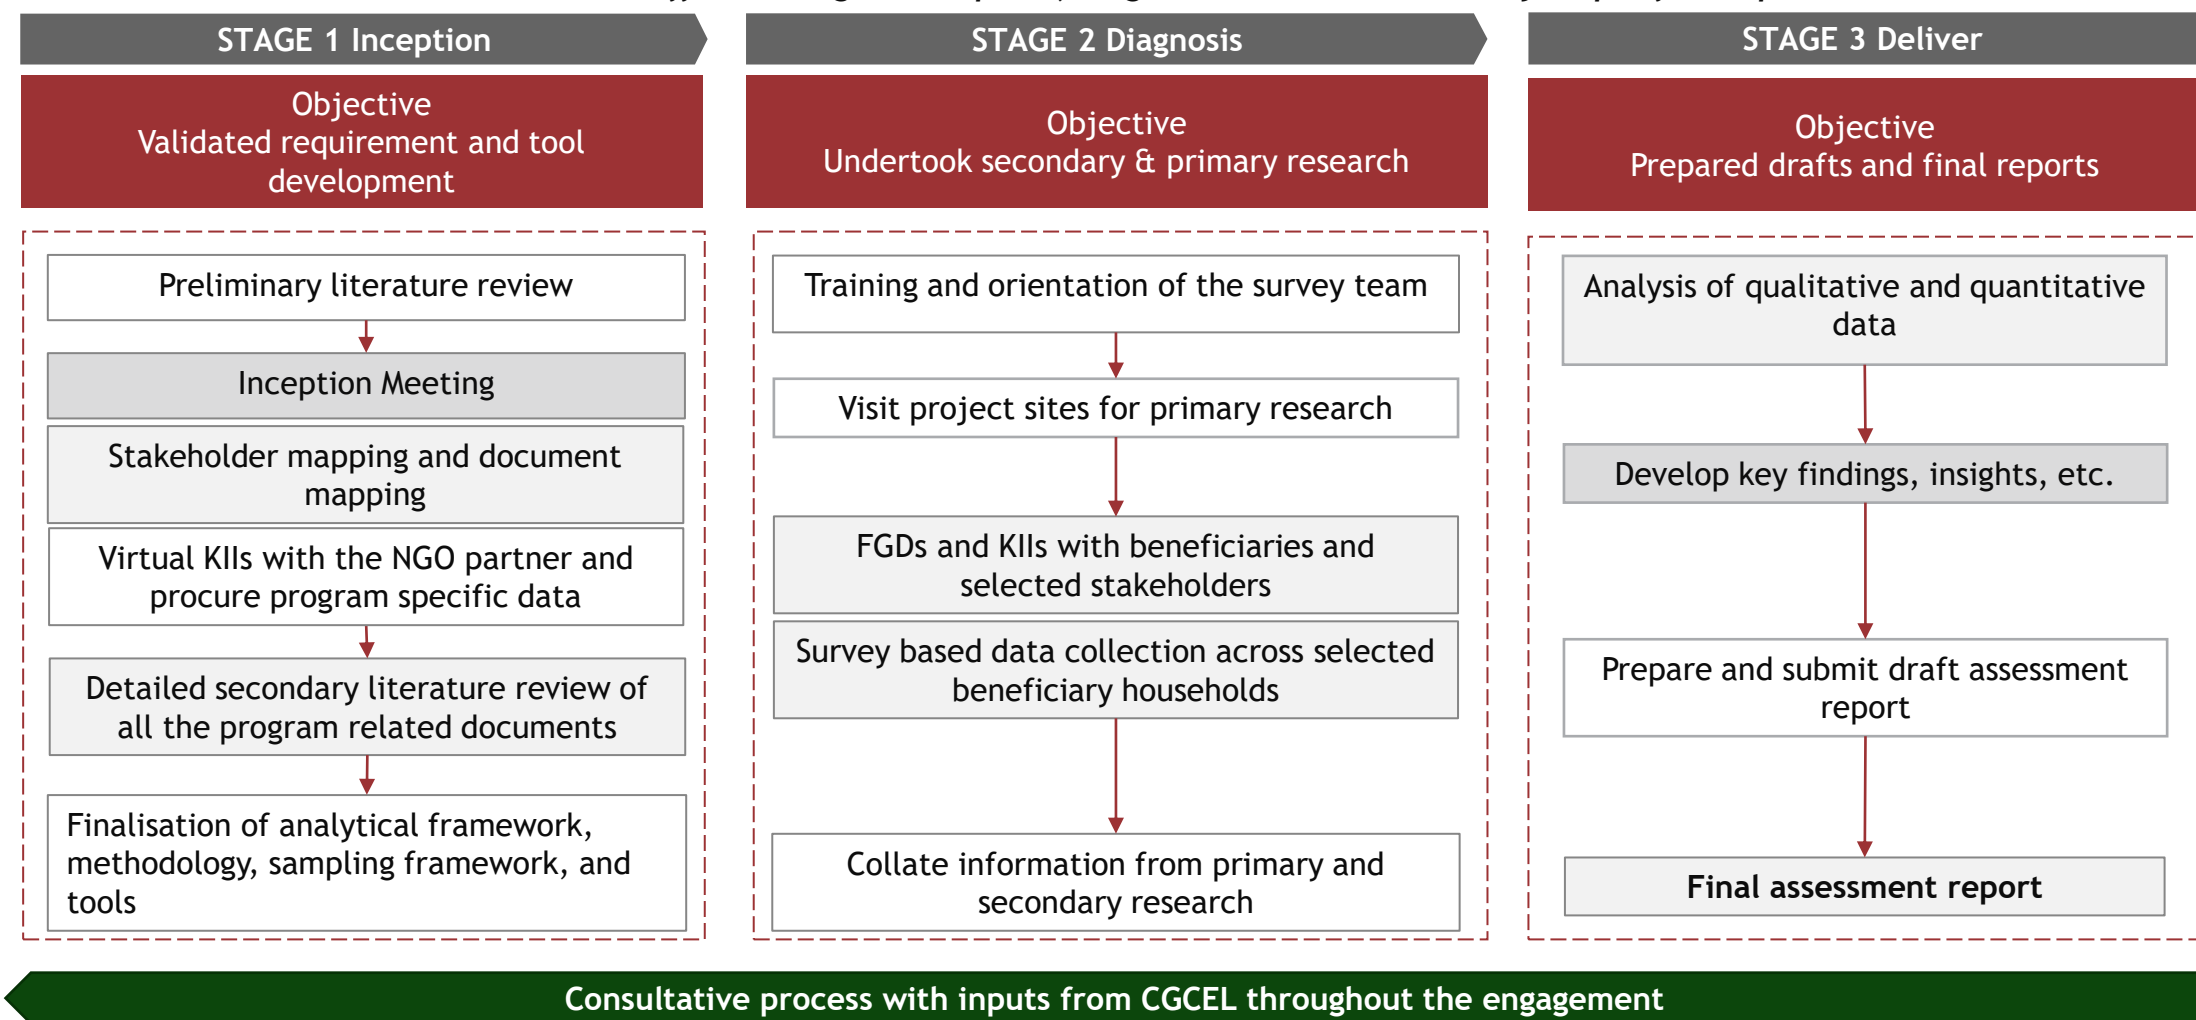 STAGE 1 Inception
Objective
Validated requirement and tool
development
Preliminary literature review
Inception Meeting
Stakeholder mapping and document
mapping
Virtual KIIs with the NGO partner and
procure program specific data
Detailed secondary literature review of
all the program related documents
Finalisation of analytical framework,
methodology, sampling framework, and
tools
STAGE 2 Diagnosis
Objective
Undertook secondary & primary research
Training and orientation of the survey team
Visit project sites for primary research
FGDs and KIIs with beneficiaries and
selected stakeholders
Survey based data collection across selected
beneficiary households
Collate information from primary and
secondary research
STAGE 3 Deliver
Objective
Prepared drafts and final reports
Analysis of qualitative and quantitative
data
Develop key findings, insights, etc.
Prepare and submit draft assessment
report
Final assessment report
Consultative process with inputs from CGCEL throughout the engagement